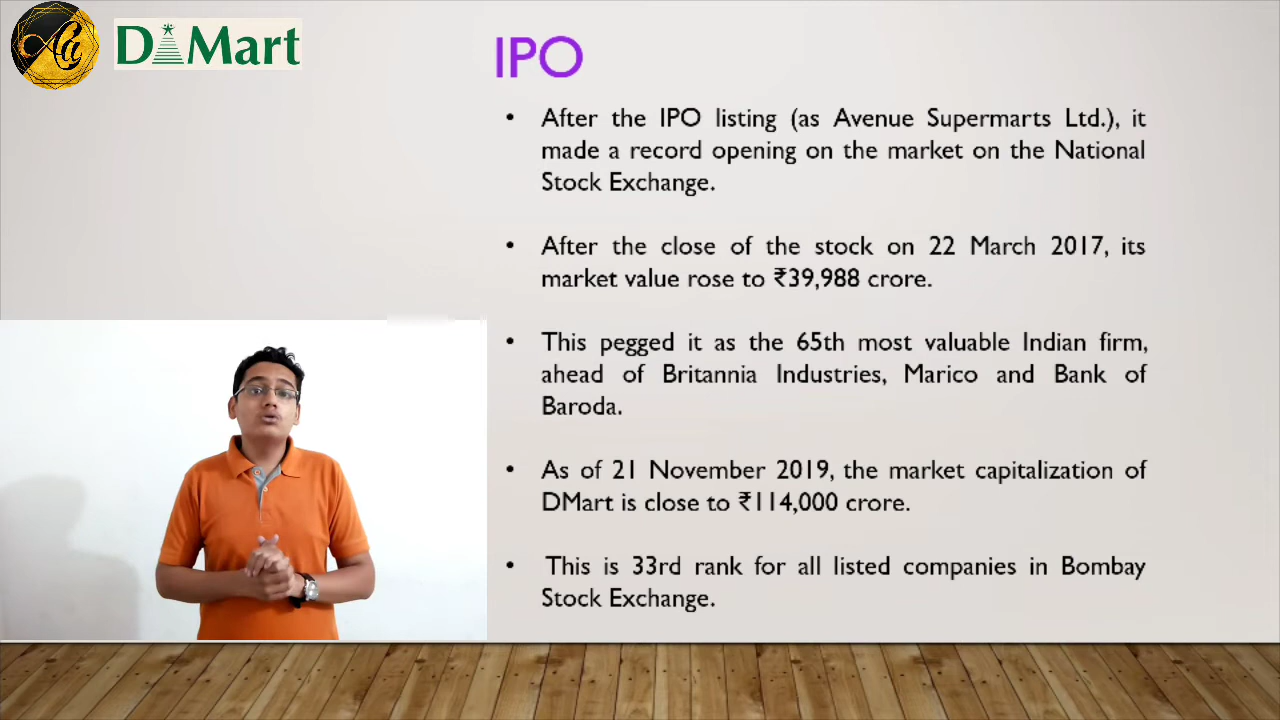 Aa
D Mart
IPO
• After the IPO listing (as Avenue Supermarts Ltd.), it
made a record opening on the market on the National
Stock Exchange.
• After the close of the stock on 22 March 2017, its
market value rose to ₹39,988 crore.
• This pegged it as the 65th most valuable Indian firm,
ahead of Britannia Industries, Marico and Bank of
Baroda.
• As of 21 November 2019, the market capitalization of
DMart is close to ₹114,000 crore.
• This is 33rd rank for all listed companies in Bombay
Stock Exchange.